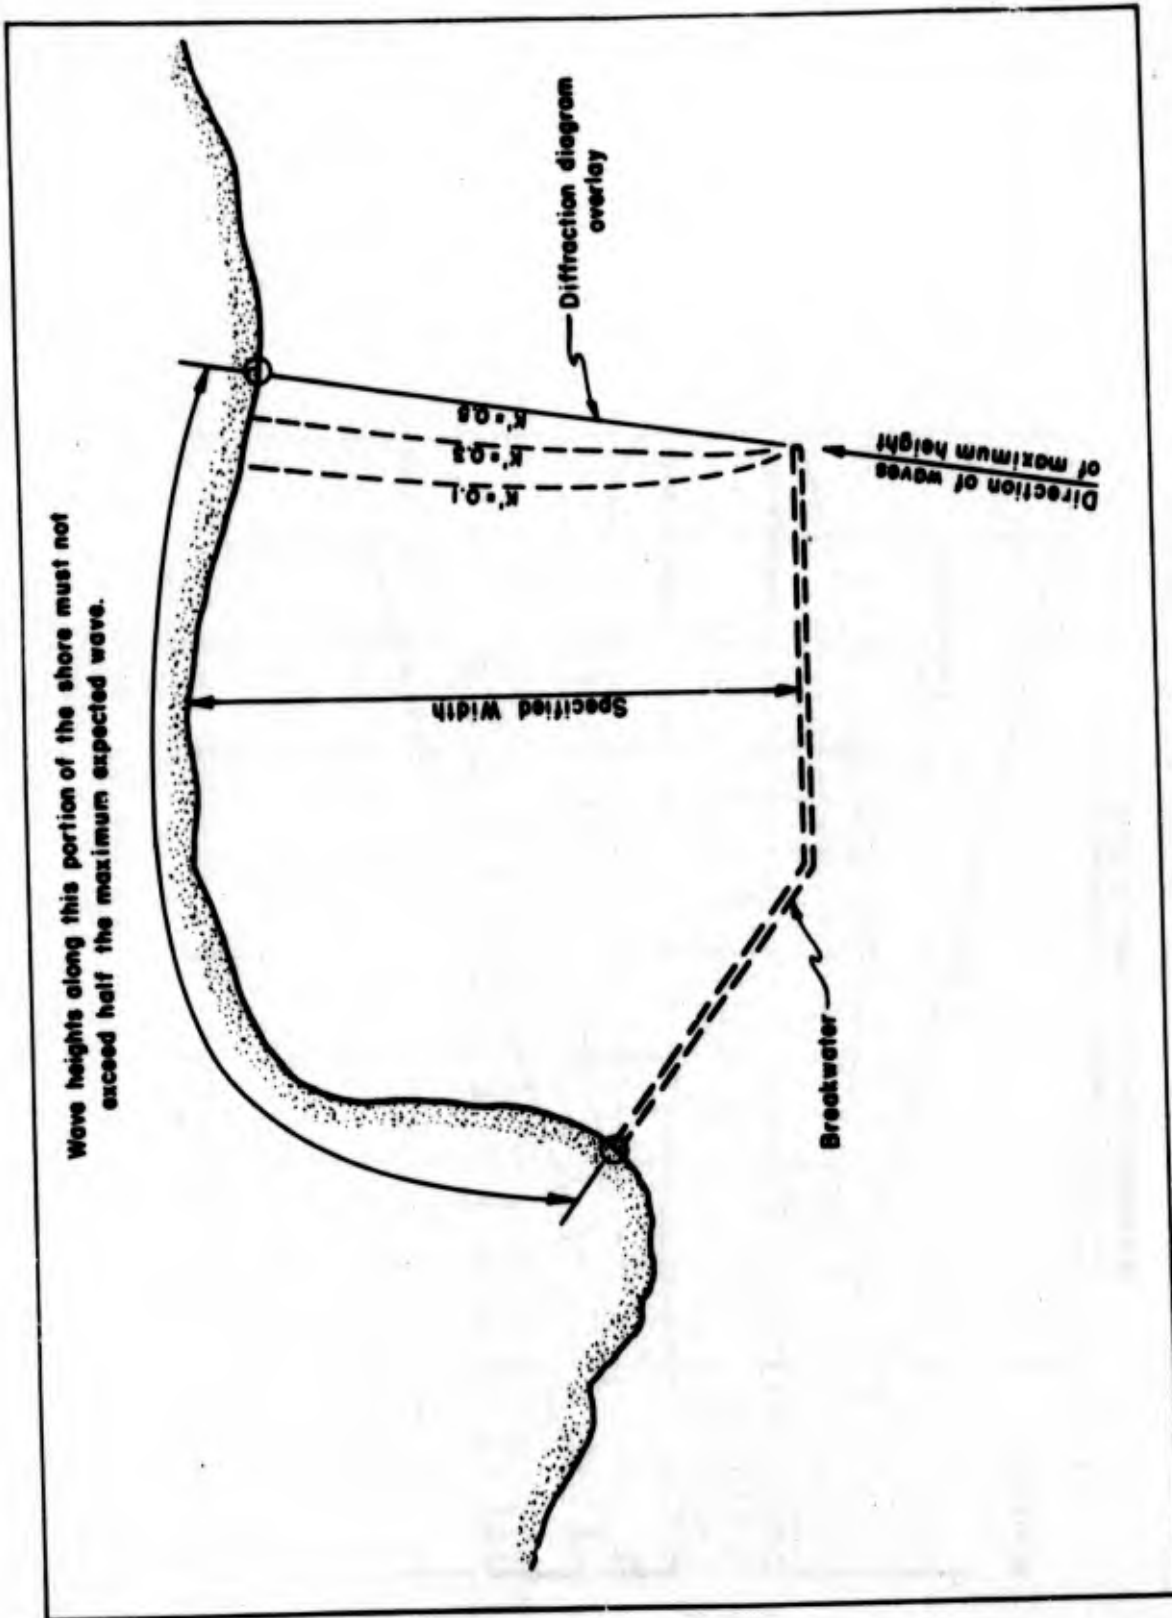 Wave heights along this portion of the shore must not
exceed half the maximum expected wave.
Diffraction diagram
overlay
K'= 0.5
K'= 0.3
K'= 0.1
Specified Width
Direction of waves
of maximum height
Breakwater